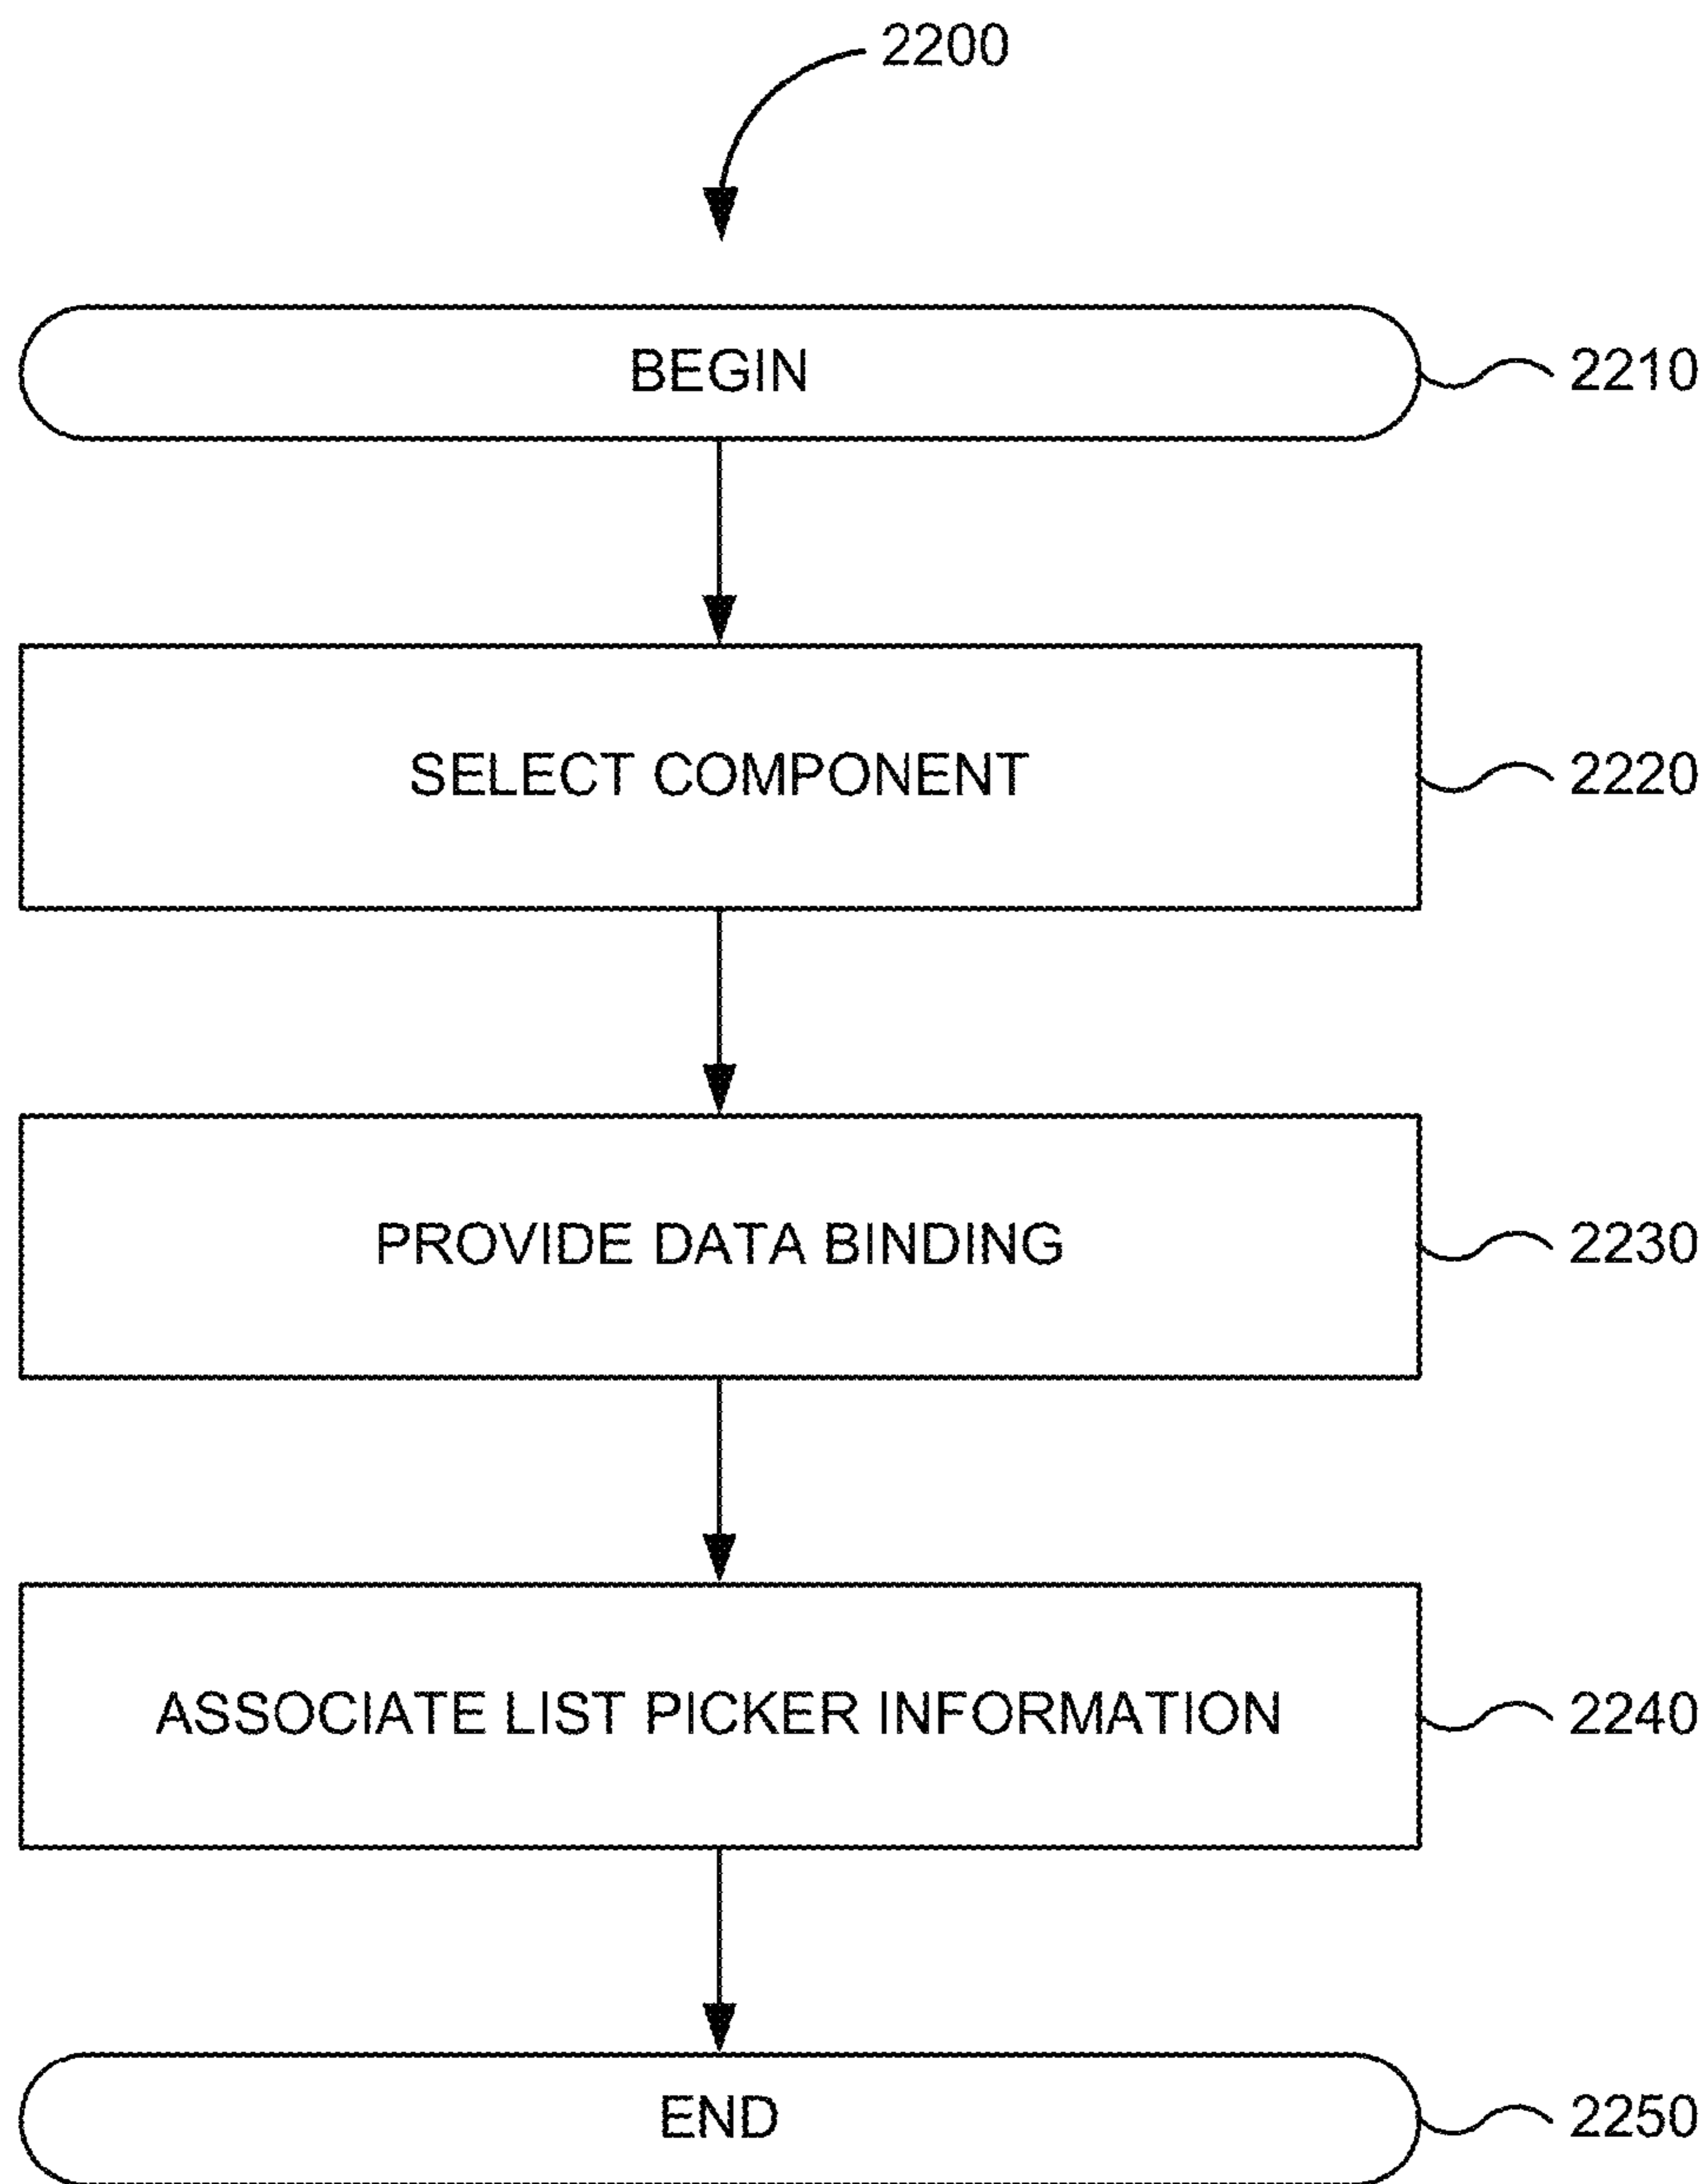 2200
BEGIN
2210
SELECT COMPONENT
2220
PROVIDE DATA BINDING
2230
ASSOCIATE LIST PICKER INFORMATION
2240
END
2250